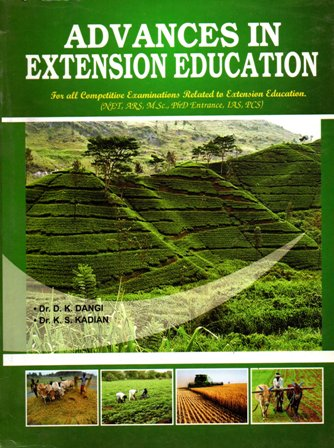 ADVANCES IN
EXTENSION EDUCATION
For all Competitive Examinations Related to Extension Education.
(NET, ARS, M.Sc., PhD Entrance, IAS, PCS)
• Dr. D. K. DANGI
• Dr. K. S. KADIAN